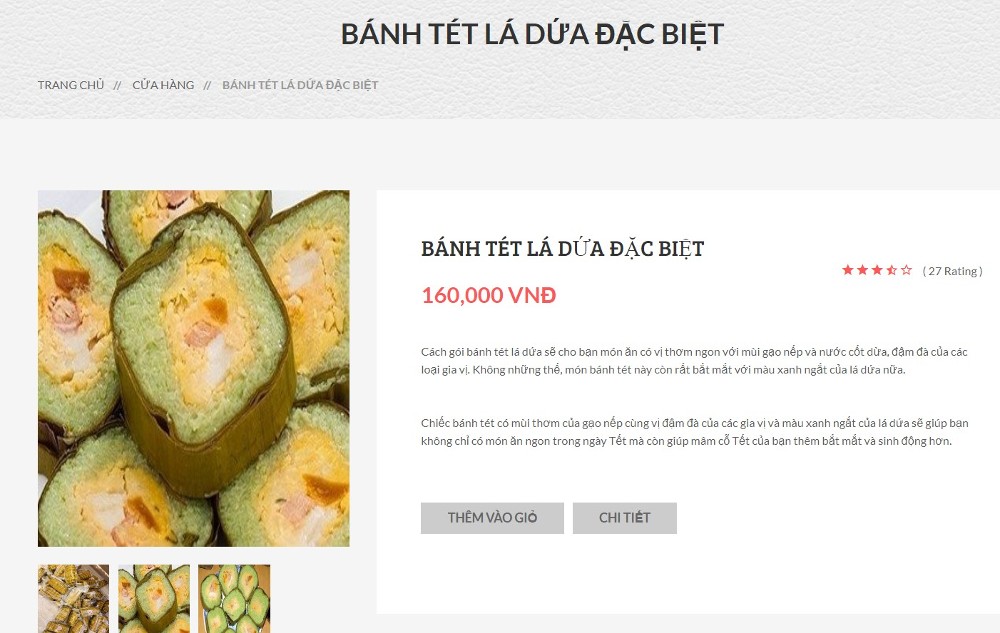 BÁNH TÉT LÁ DỨA ĐẶC BIỆT
TRANG CHỦ // CỬA HÀNG // BÁNH TÉT LÁ DỨA ĐẶC BIỆT
BÁNH TÉT LÁ DỨA ĐẶC BIỆT
( 27 Rating )
160,000 VNĐ
Cách gói bánh tét lá dứa sẽ cho bạn món ăn có vị thơm ngon với mùi gạo nếp và nước cốt dừa, đậm đà của các
loại gia vị. Không những thế, món bánh tét này còn rất bắt mắt với màu xanh ngắt của lá dứa nữa.
Chiếc bánh tét có mùi thơm của gạo nếp cùng vị đậm đà của các gia vị và màu xanh ngắt của lá dứa sẽ giúp bạn
không chỉ có món ăn ngon trong ngày Tết mà còn giúp mâm cỗ Tết của bạn thêm bắt mắt và sinh động hơn.
THÊM VÀO GIỎ CHI TIẾT